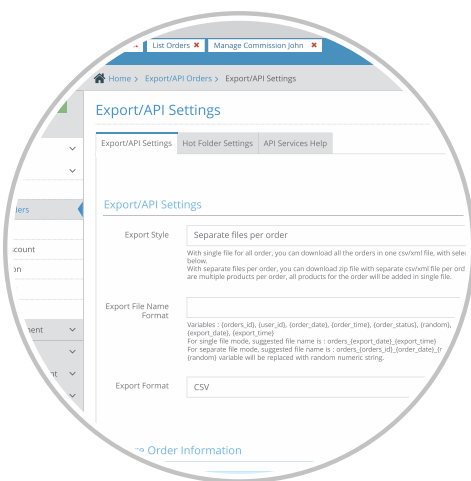 List Orders ✖ Manage Commission John ✖
Home > Export/API Orders > Export/API Settings
Export/API Settings
Export/API Settings Hot Folder Settings API Services Help
Export/API Settings
Export Style Separate files per order
With single file for all order, you can download all the orders in one csv/xml file, with
below.
With separate files per order, you can download zip file with separate csv/xml file per
are multiple products per order, all products for the order will be added in single file.
Export File Name
Format
Variables : {orders_id}, {user_id}, {order_date}, {order_time}, {order_status}, {random},
{export_date}, {export_time}
For single file mode, suggested file name is : orders_{export_date}_{export_time}
For separate file mode, suggested file name is : orders_{orders_id}_{order_date}_
{random} variable will be replaced with random numeric string.
Export Format CSV
Order Information